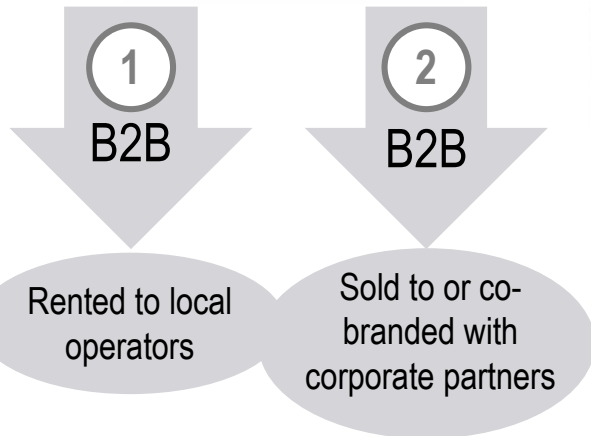 1
B2B
Rented to local
operators
2
B2B
Sold to or co-
branded with
corporate partners